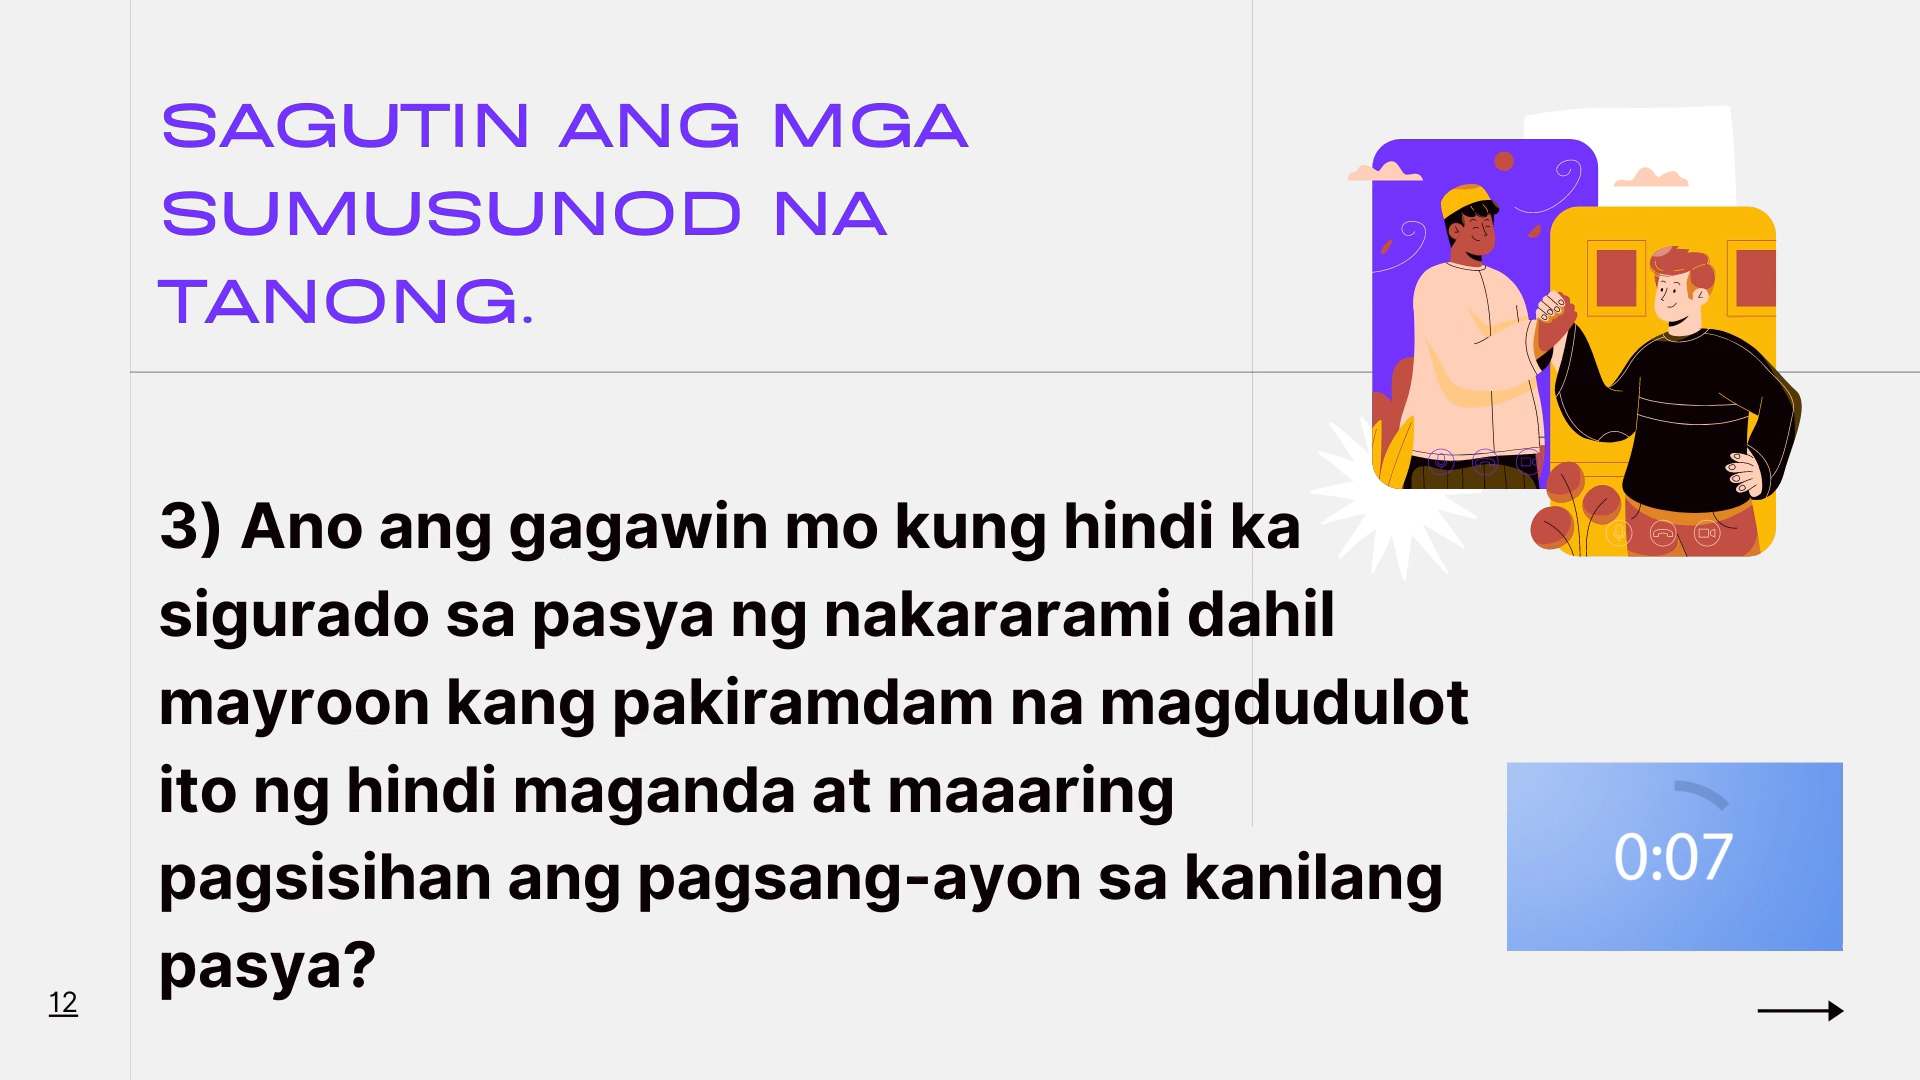 SAGUTIN ANG MGA
SUMUSUNOD NA
TANONG.
3) Ano ang gagawin mo kung hindi ka
sigurado sa pasya ng nakararami dahil
mayroon kang pakiramdam na magdudulot
ito ng hindi maganda at maaaring
pagsisihan ang pagsang-ayon sa kanilang
pasya?
0:07
12